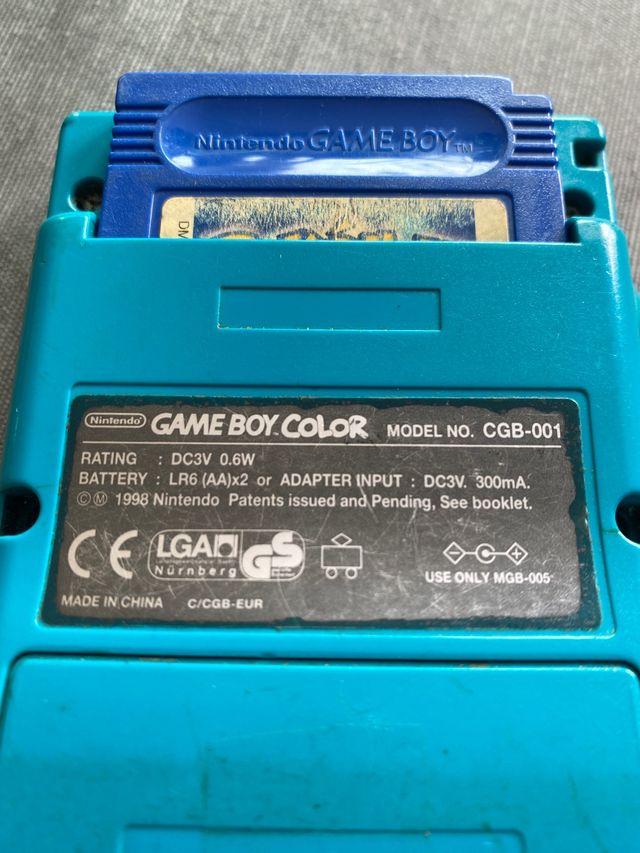 Nintendo GAME BOY TM
DM
Nintendo GAME BOY COLOR MODEL NO. CGB-001
RATING : DC3V 0.6W
BATTERY : LR6 (AA)x2 or ADAPTER INPUT : DC3V. 300mA.
© Ⓜ 1998 Nintendo Patents issued and Pending, See booklet.
CE LGA GS
Nürnberg
USE ONLY MGB-005
MADE IN CHINA C/CGB-EUR